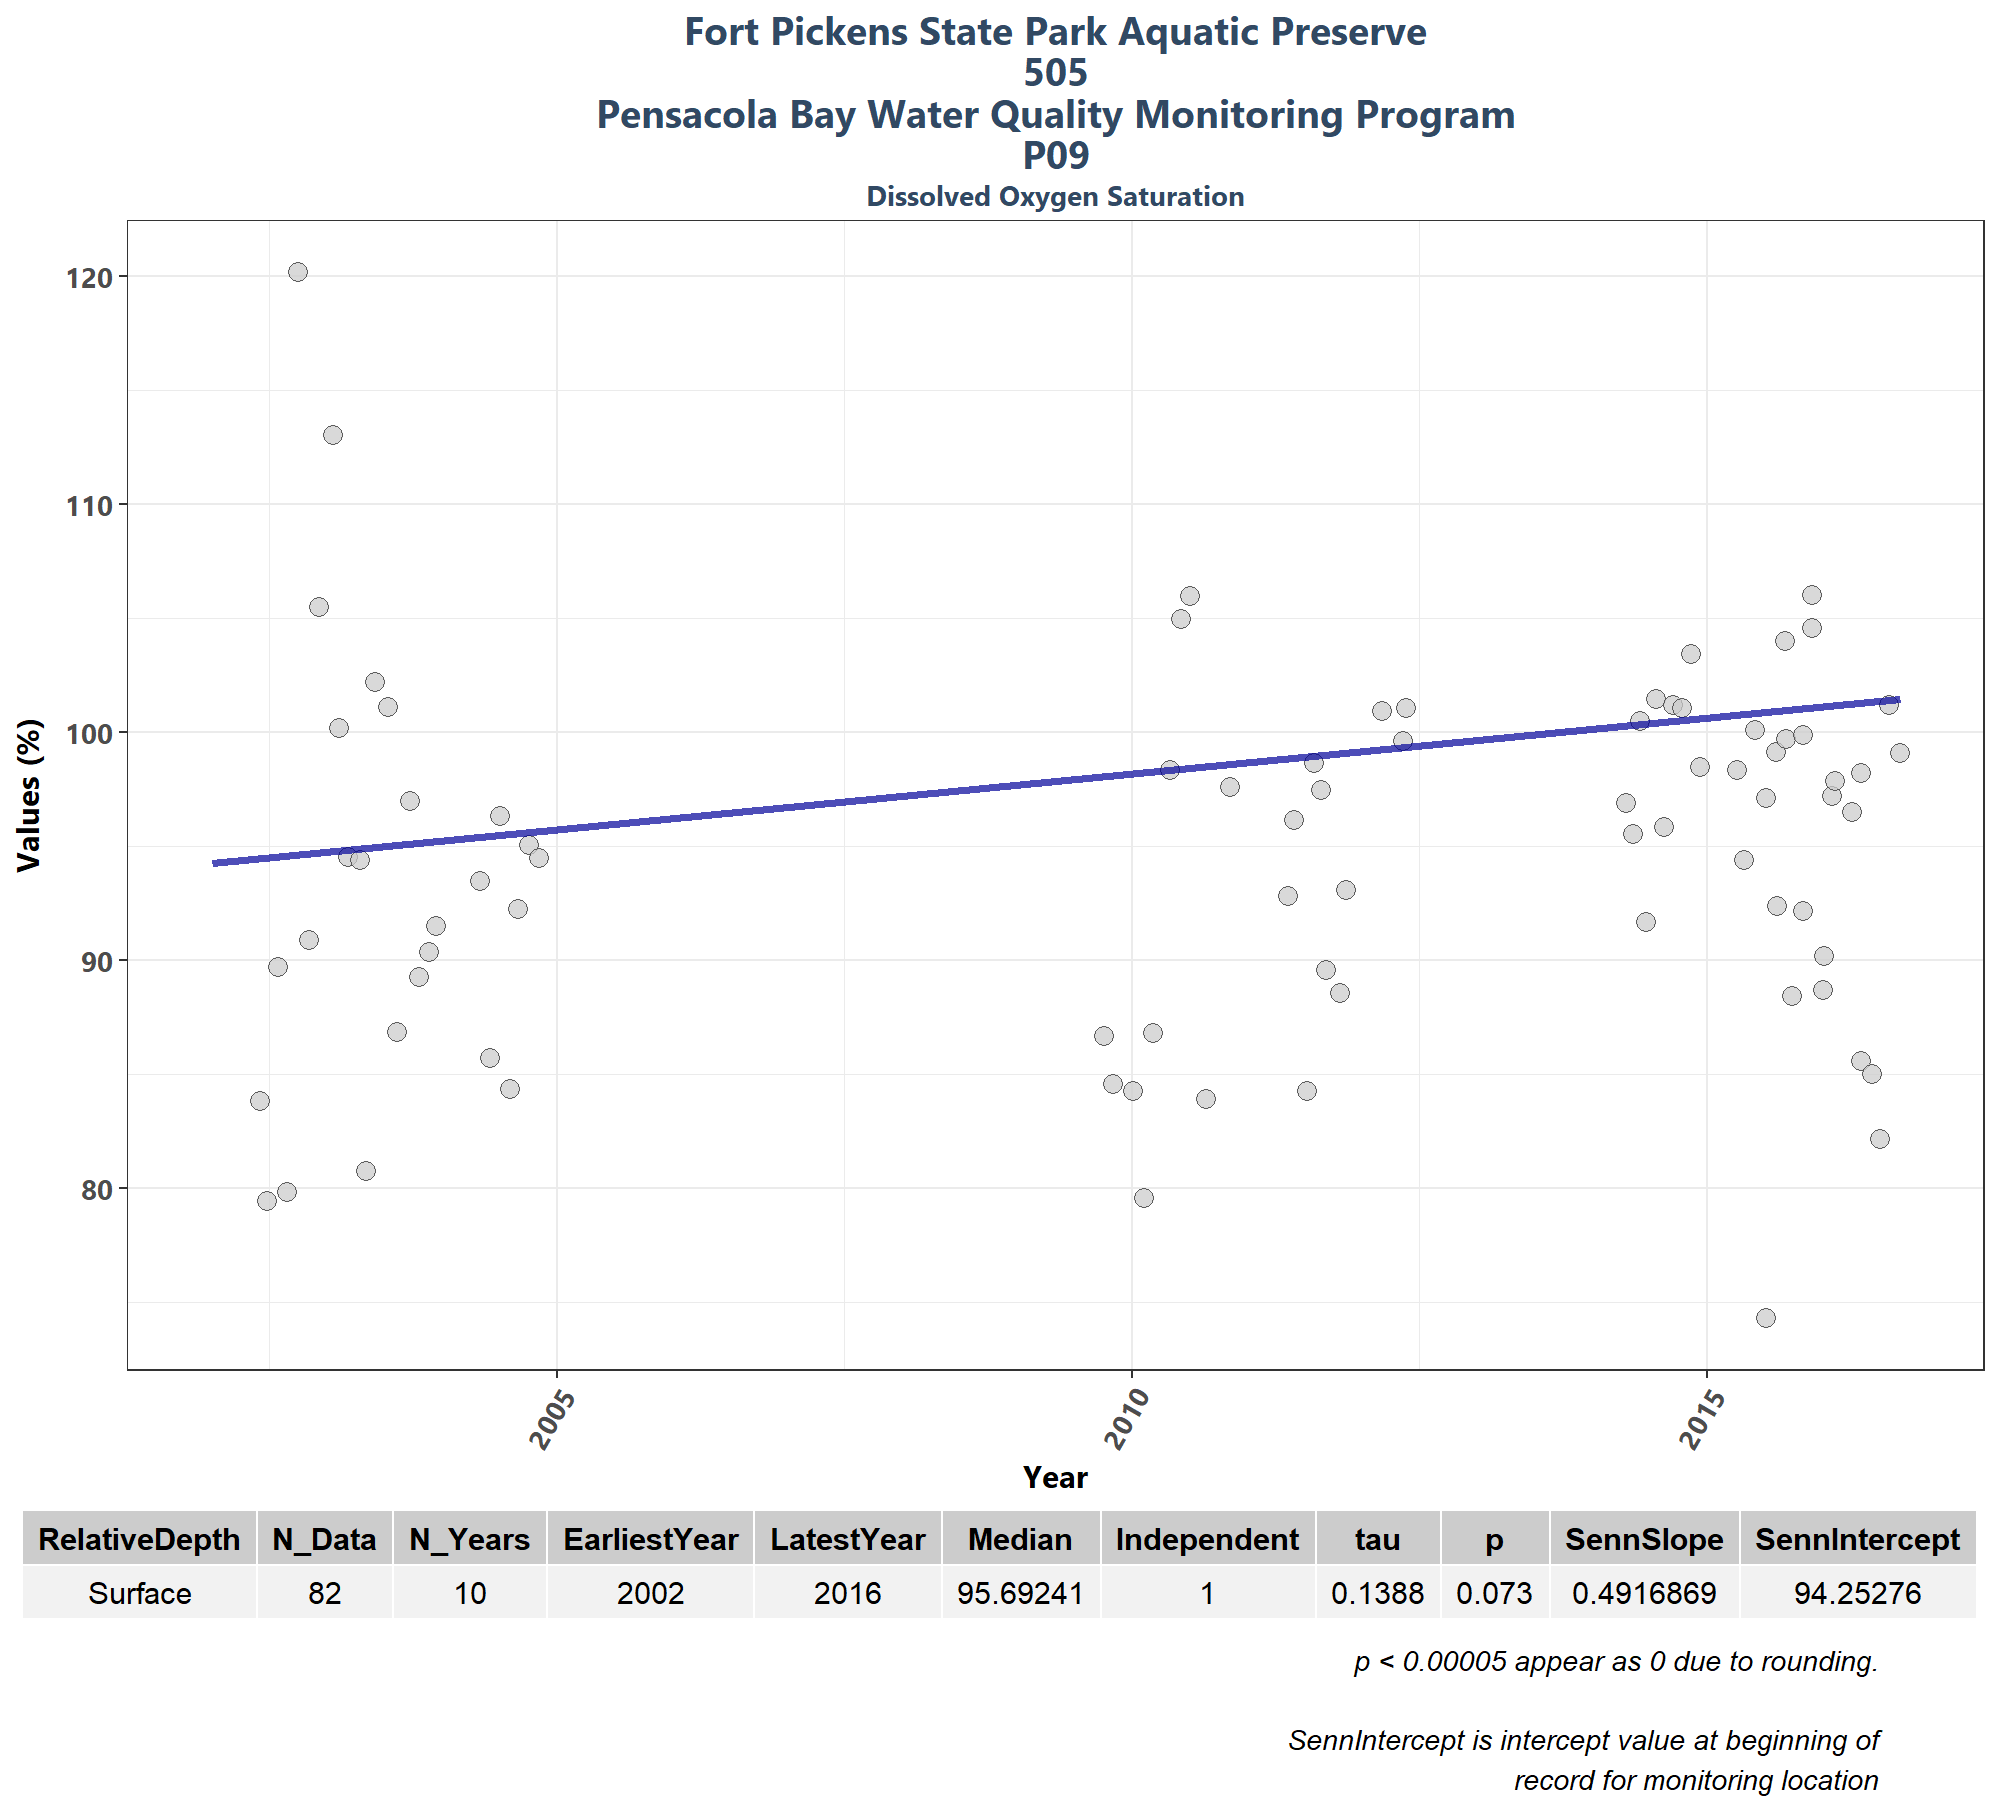 Fort Pickens State Park Aquatic Preserve
505
Pensacola Bay Water Quality Monitoring Program
P09
Dissolved Oxygen Saturation
120
110
100
90
80
Values (%)
2005 2010 2015
Year
RelativeDepth N_Data N_Years EarliestYear LatestYear Median Independent tau p SennSlope SennIntercept
Surface 82 10 2002 2016 95.69241 1 0.1388 0.073 0.4916869 94.25276
p < 0.00005 appear as 0 due to rounding.
SennIntercept is intercept value at beginning of
record for monitoring location